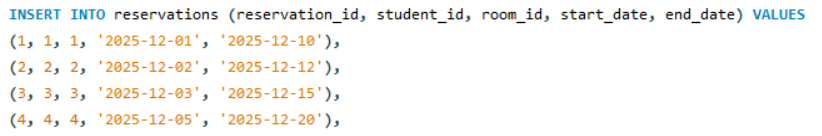 INSERT INTO reservations (reservation_id, student_id, room_id, start_date, end_date) VALUES
(1, 1, 1, '2025-12-01', '2025-12-10'),
(2, 2, 2, '2025-12-02', '2025-12-12'),
(3, 3, 3, '2025-12-03', '2025-12-15'),
(4, 4, 4, '2025-12-05', '2025-12-20'),